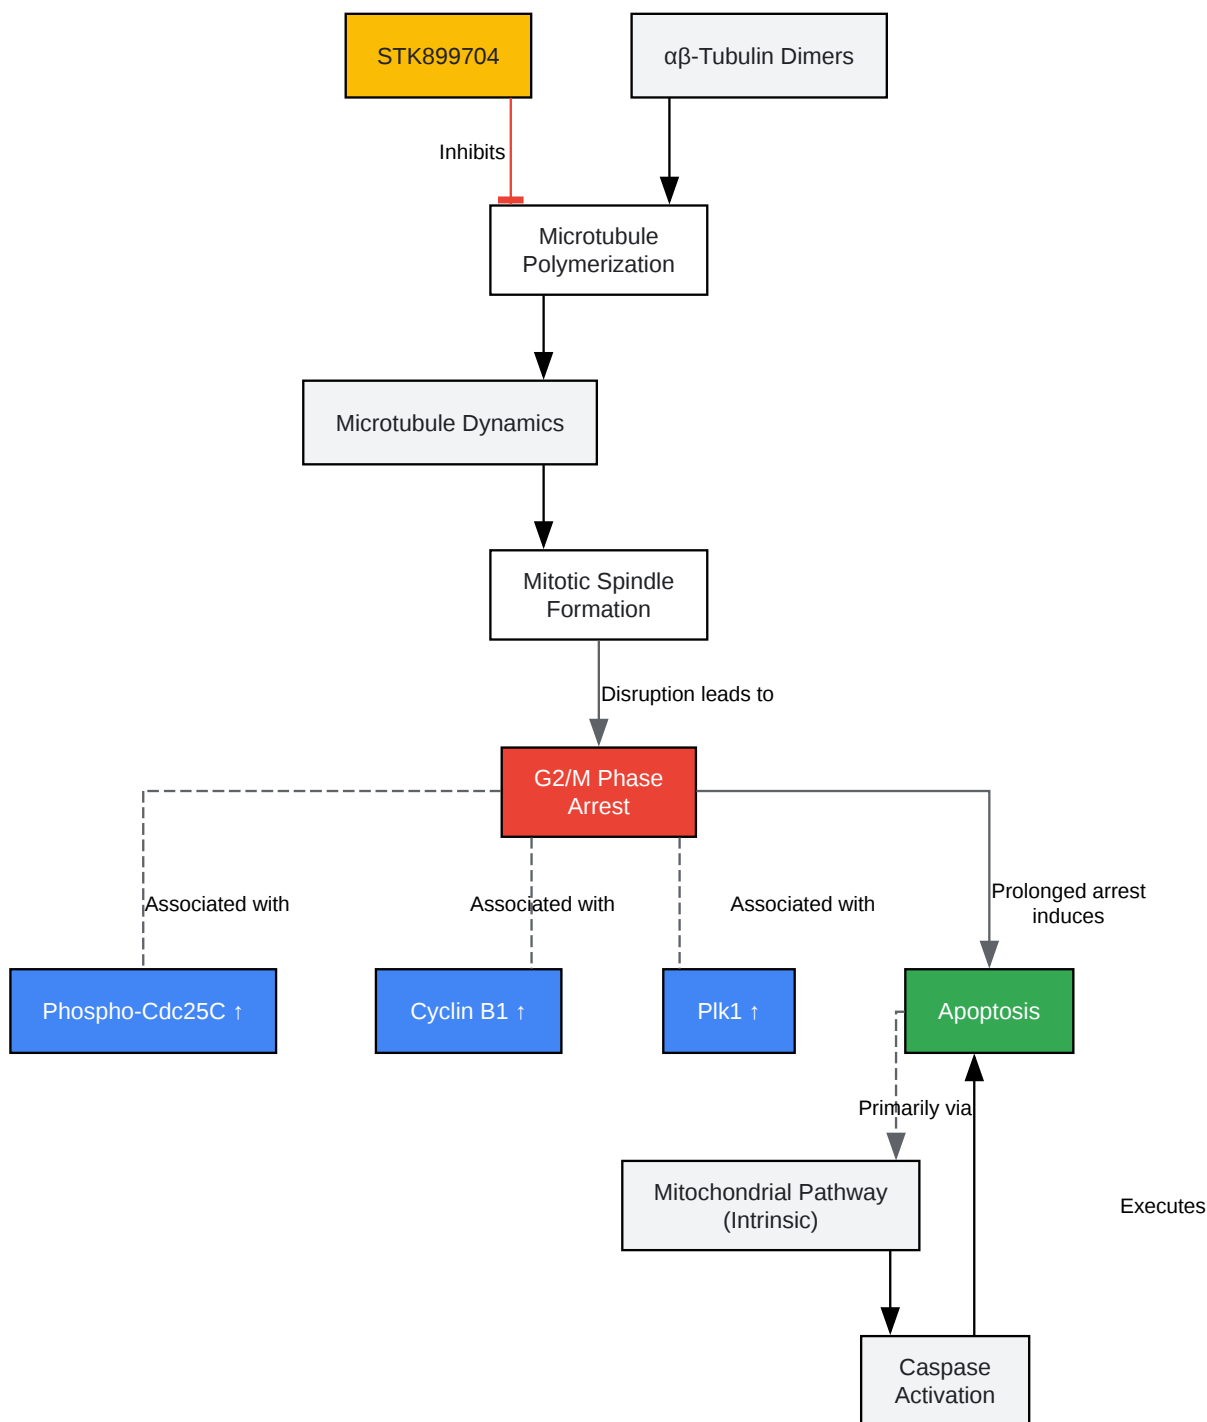 STK899704
αβ-Tubulin Dimers
Inhibits
Microtubule
Polymerization
Microtubule Dynamics
Mitotic Spindle
Formation
Disruption leads to
G2/M Phase
Arrest
Associated with
Associated with
Associated with
Prolonged arrest
induces
Phospho-Cdc25C ↑
Cyclin B1 ↑
Plk1 ↑
Apoptosis
Primarily via
Mitochondrial Pathway
(Intrinsic)
Executes
Caspase
Activation